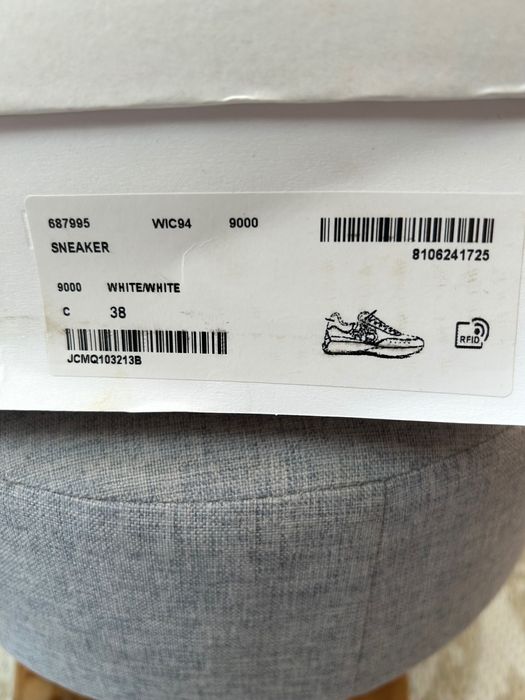 687995 WIC94 9000
SNEAKER
8106241725
9000 WHITE/WHITE
C 38
RFID
JCMQ103213B